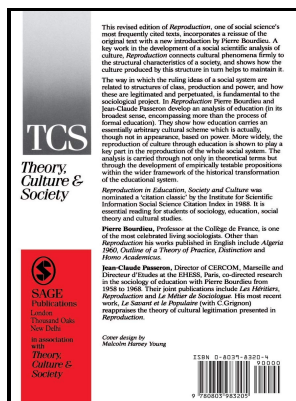 This revised edition of Reproduction, one of social science's
most frequently cited texts, incorporates a reissue of the
original text with a new introduction by Pierre Bourdieu. A
key work in the development of a social scientific analysis of
culture, Reproduction connects cultural phenomena firmly to
the structural characteristics of a society, and shows how the
culture produced by this structure in turn helps to maintain it.
The way in which the ruling ideas of a social system are
related to structures of class, production and power, and how
these are legitimated and perpetuated, is fundamental to the
sociological project. In Reproduction Pierre Bourdieu and
Jean-Claude Passeron develop an analysis of education (in its
broadest sense, encompassing more than the process of
formal education). They show how education carries an
essentially arbitrary cultural scheme which is actually,
though not in appearance, based on power. More widely, the
reproduction of culture through education is shown to play a
key part in the reproduction of the whole social system. The
analysis is carried through not only in theoretical terms but
through the development of empirically testable propositions
within the wider framework of the historical transformation
of the educational system.
Reproduction in Education, Society and Culture was
nominated a 'citation classic' by the Institute for Scientific
Information Social Science Citation Index in 1988. It is
essential reading for students of sociology, education, social
theory and cultural studies.
Pierre Bourdieu, Professor at the Collège de France, is one of
the most celebrated living sociologists. Other than
Reproduction his works published in English include Algeria
1960, Outline of a Theory of Practice, Distinction and
Homo Academicus.
Jean-Claude Passeron, Director of CERCOM, Marseille and
Directeur d'Etudes at the EHESS, Paris, co-directed research
in the sociology of education with Pierre Bourdieu from
1958 to 1968. Their joint publications include Les Héritiers,
Reproduction and Le Métier de Sociologue. His most recent
work, Le Savant et le Populaire (with C.Grignon)
reappraises the theory of cultural legitimation presented in
Reproduction.
Cover design by
Malcolm Harvey Young
TCS
Theory,
Culture &
Society
S
SAGE
Publications
London
Thousand Oaks
New Delhi
in association
with
Theory,
Culture &
Society
ISBN 0-8039-8320-4
90000
9 780803 983205